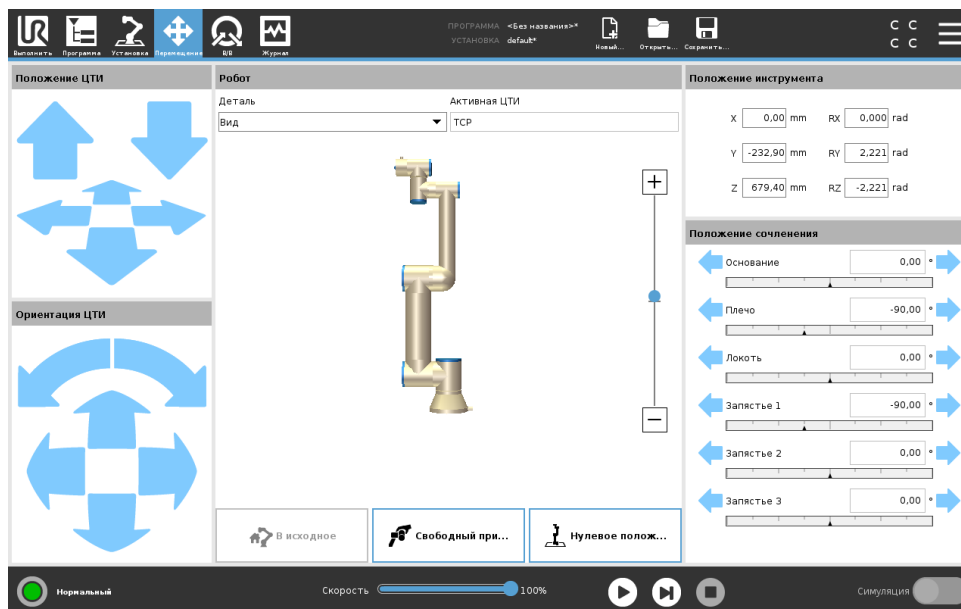 Выполнить
Программа
Установка
Перемещение
В/В
Журнал
ПРОГРАММА <Без названия>*
УСТАНОВКА default*
Новый...
Открыть...
Сохранить...
C C
C C
Положение ЦТИ
Ориентация ЦТИ
Робот
Деталь
Активная ЦТИ
Вид
TCP
В исходное
Свободный при...
Нулевое полож...
Положение инструмента
X 0,00 mm RX 0,000 rad
Y -232,90 mm RY 2,221 rad
Z 679,40 mm RZ -2,221 rad
Положение сочленения
Основание 0,00 °
Плечо -90,00 °
Локоть 0,00 °
Запястье 1 -90,00 °
Запястье 2 0,00 °
Запястье 3 0,00 °
Нормальный
Скорость 100%
Симуляция